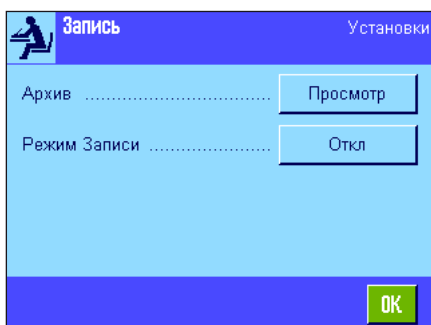 Запись Установки
Архив ................................. Просмотр
Режим Записи ...................... Откл
OK